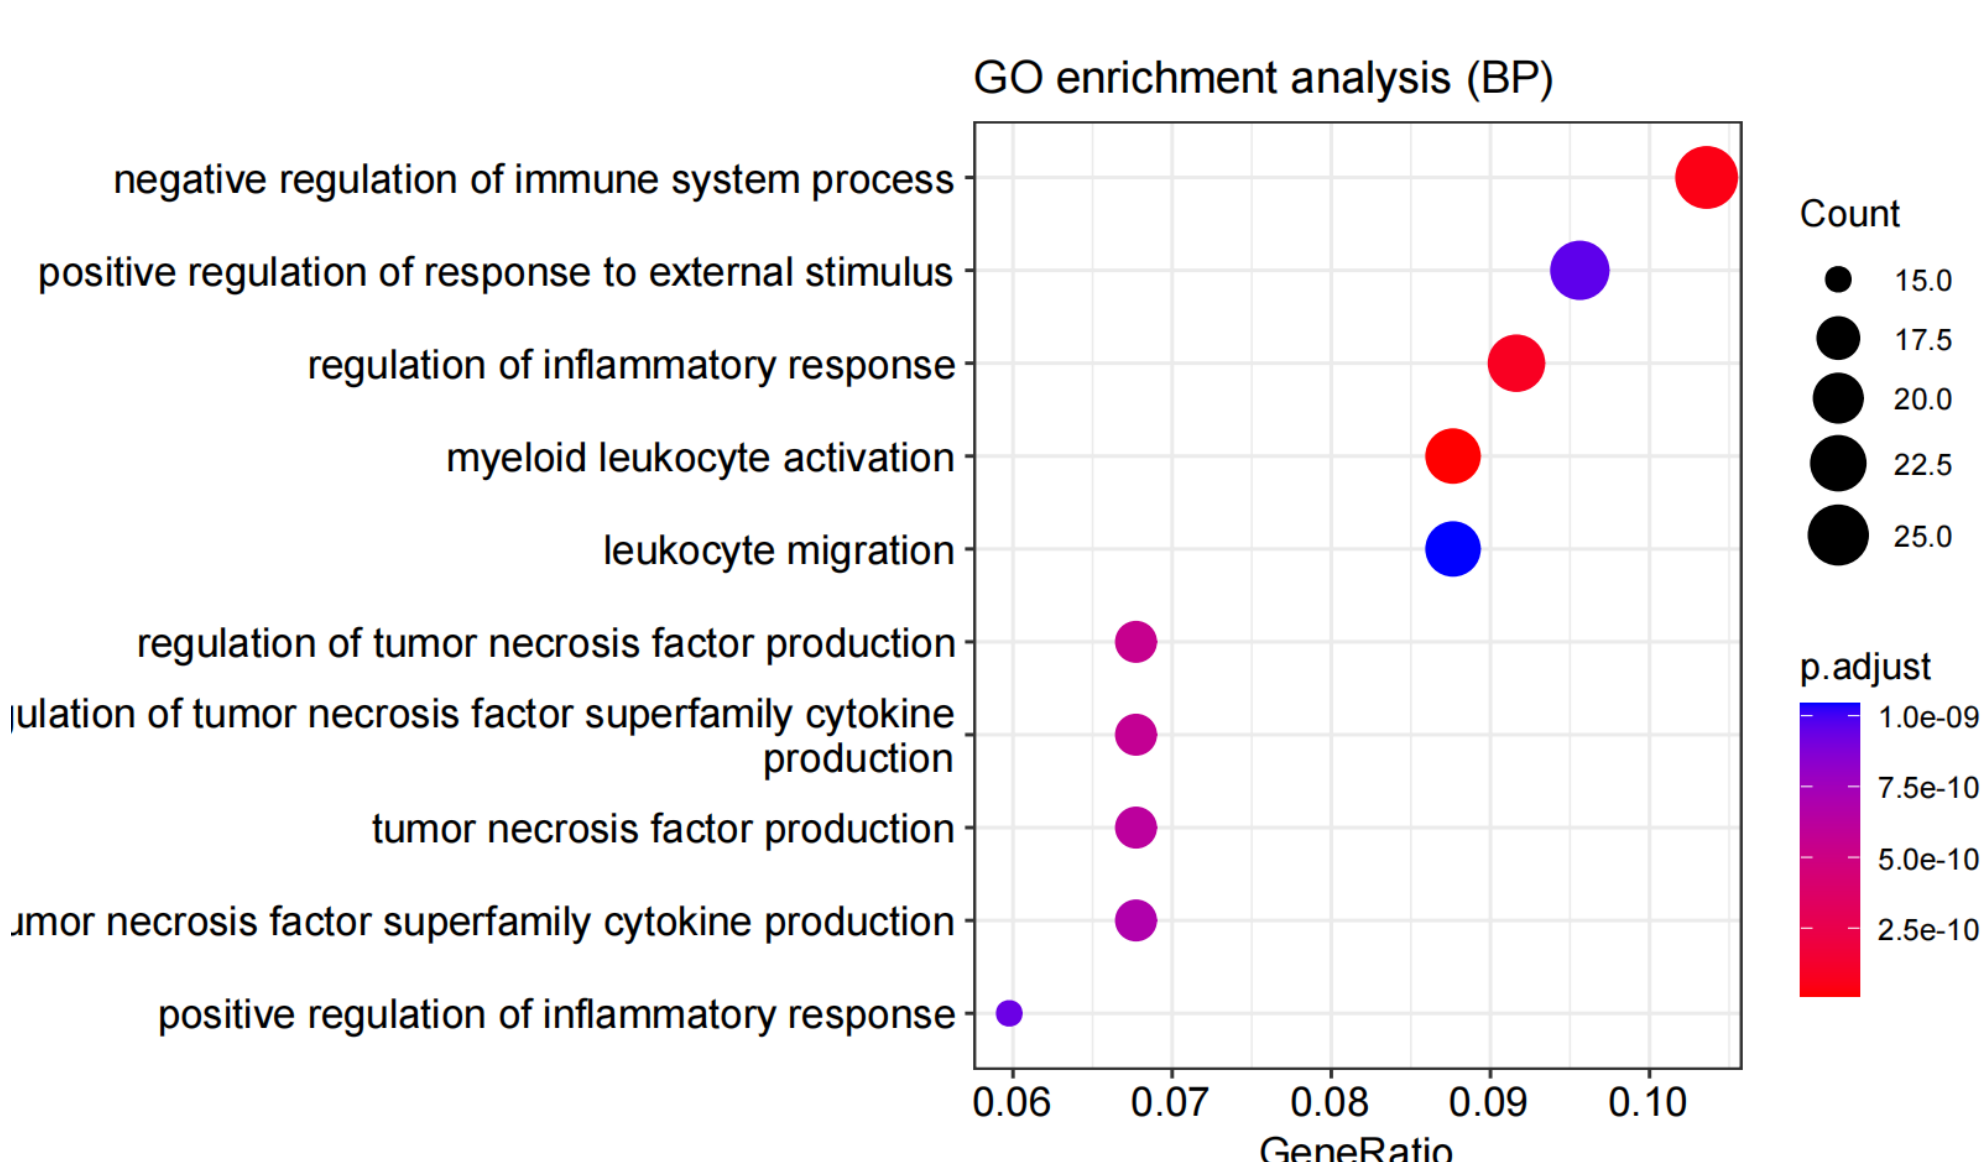 GO enrichment analysis (BP)
negative regulation of immune system process
positive regulation of response to external stimulus
regulation of inflammatory response
myeloid leukocyte activation
leukocyte migration
regulation of tumor necrosis factor production
of tumor necrosis factor superfamily cytokine
production
tumor necrosis factor production
necrosis factor superfamily cytokine production
positive regulation of inflammatory response
0.06 0.07 0.08 0.09 0.10
GeneRatio
Count
15.0
17.5
20.0
22.5
25.0
p.adjust
1.0e-09
7.5e-10
5.0e-10
2.5e-10